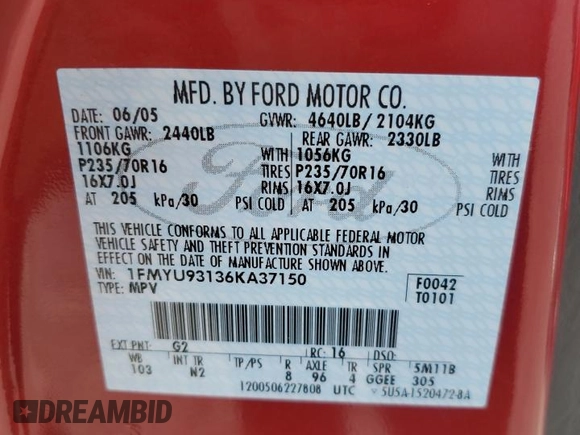 MFD. BY FORD MOTOR CO.
DATE: 06/05 GVWR: 4640LB/ 2104KG
FRONT GAWR: 2440LB REAR GAWR: 2330LB
1106KG WITH 1056KG WITH
P235/70R16 TIRES P235/70R16 TIRES
16X7.0J RIMS 16X7.0J RIMS
AT 205 kPa/30 PSI COLD AT 205 kPa/30 PSI COLD
THIS VEHICLE CONFORMS TO ALL APPLICABLE FEDERAL MOTOR
VEHICLE SAFETY AND THEFT PREVENTION STANDARDS IN
EFFECT ON THE DATE OF MANUFACTURE SHOWN ABOVE.
VIN: 1FMYU93136KA37150 F0042
TYPE: MPV T0101
EXT PNT: G2 RC: 16 DSO:
WB INT TR TP/PS R AXLE TR SPR 5M11B
103 N2 8 96 4 GGEE 305
1200506227808 UTC
Ford
DREAMBID